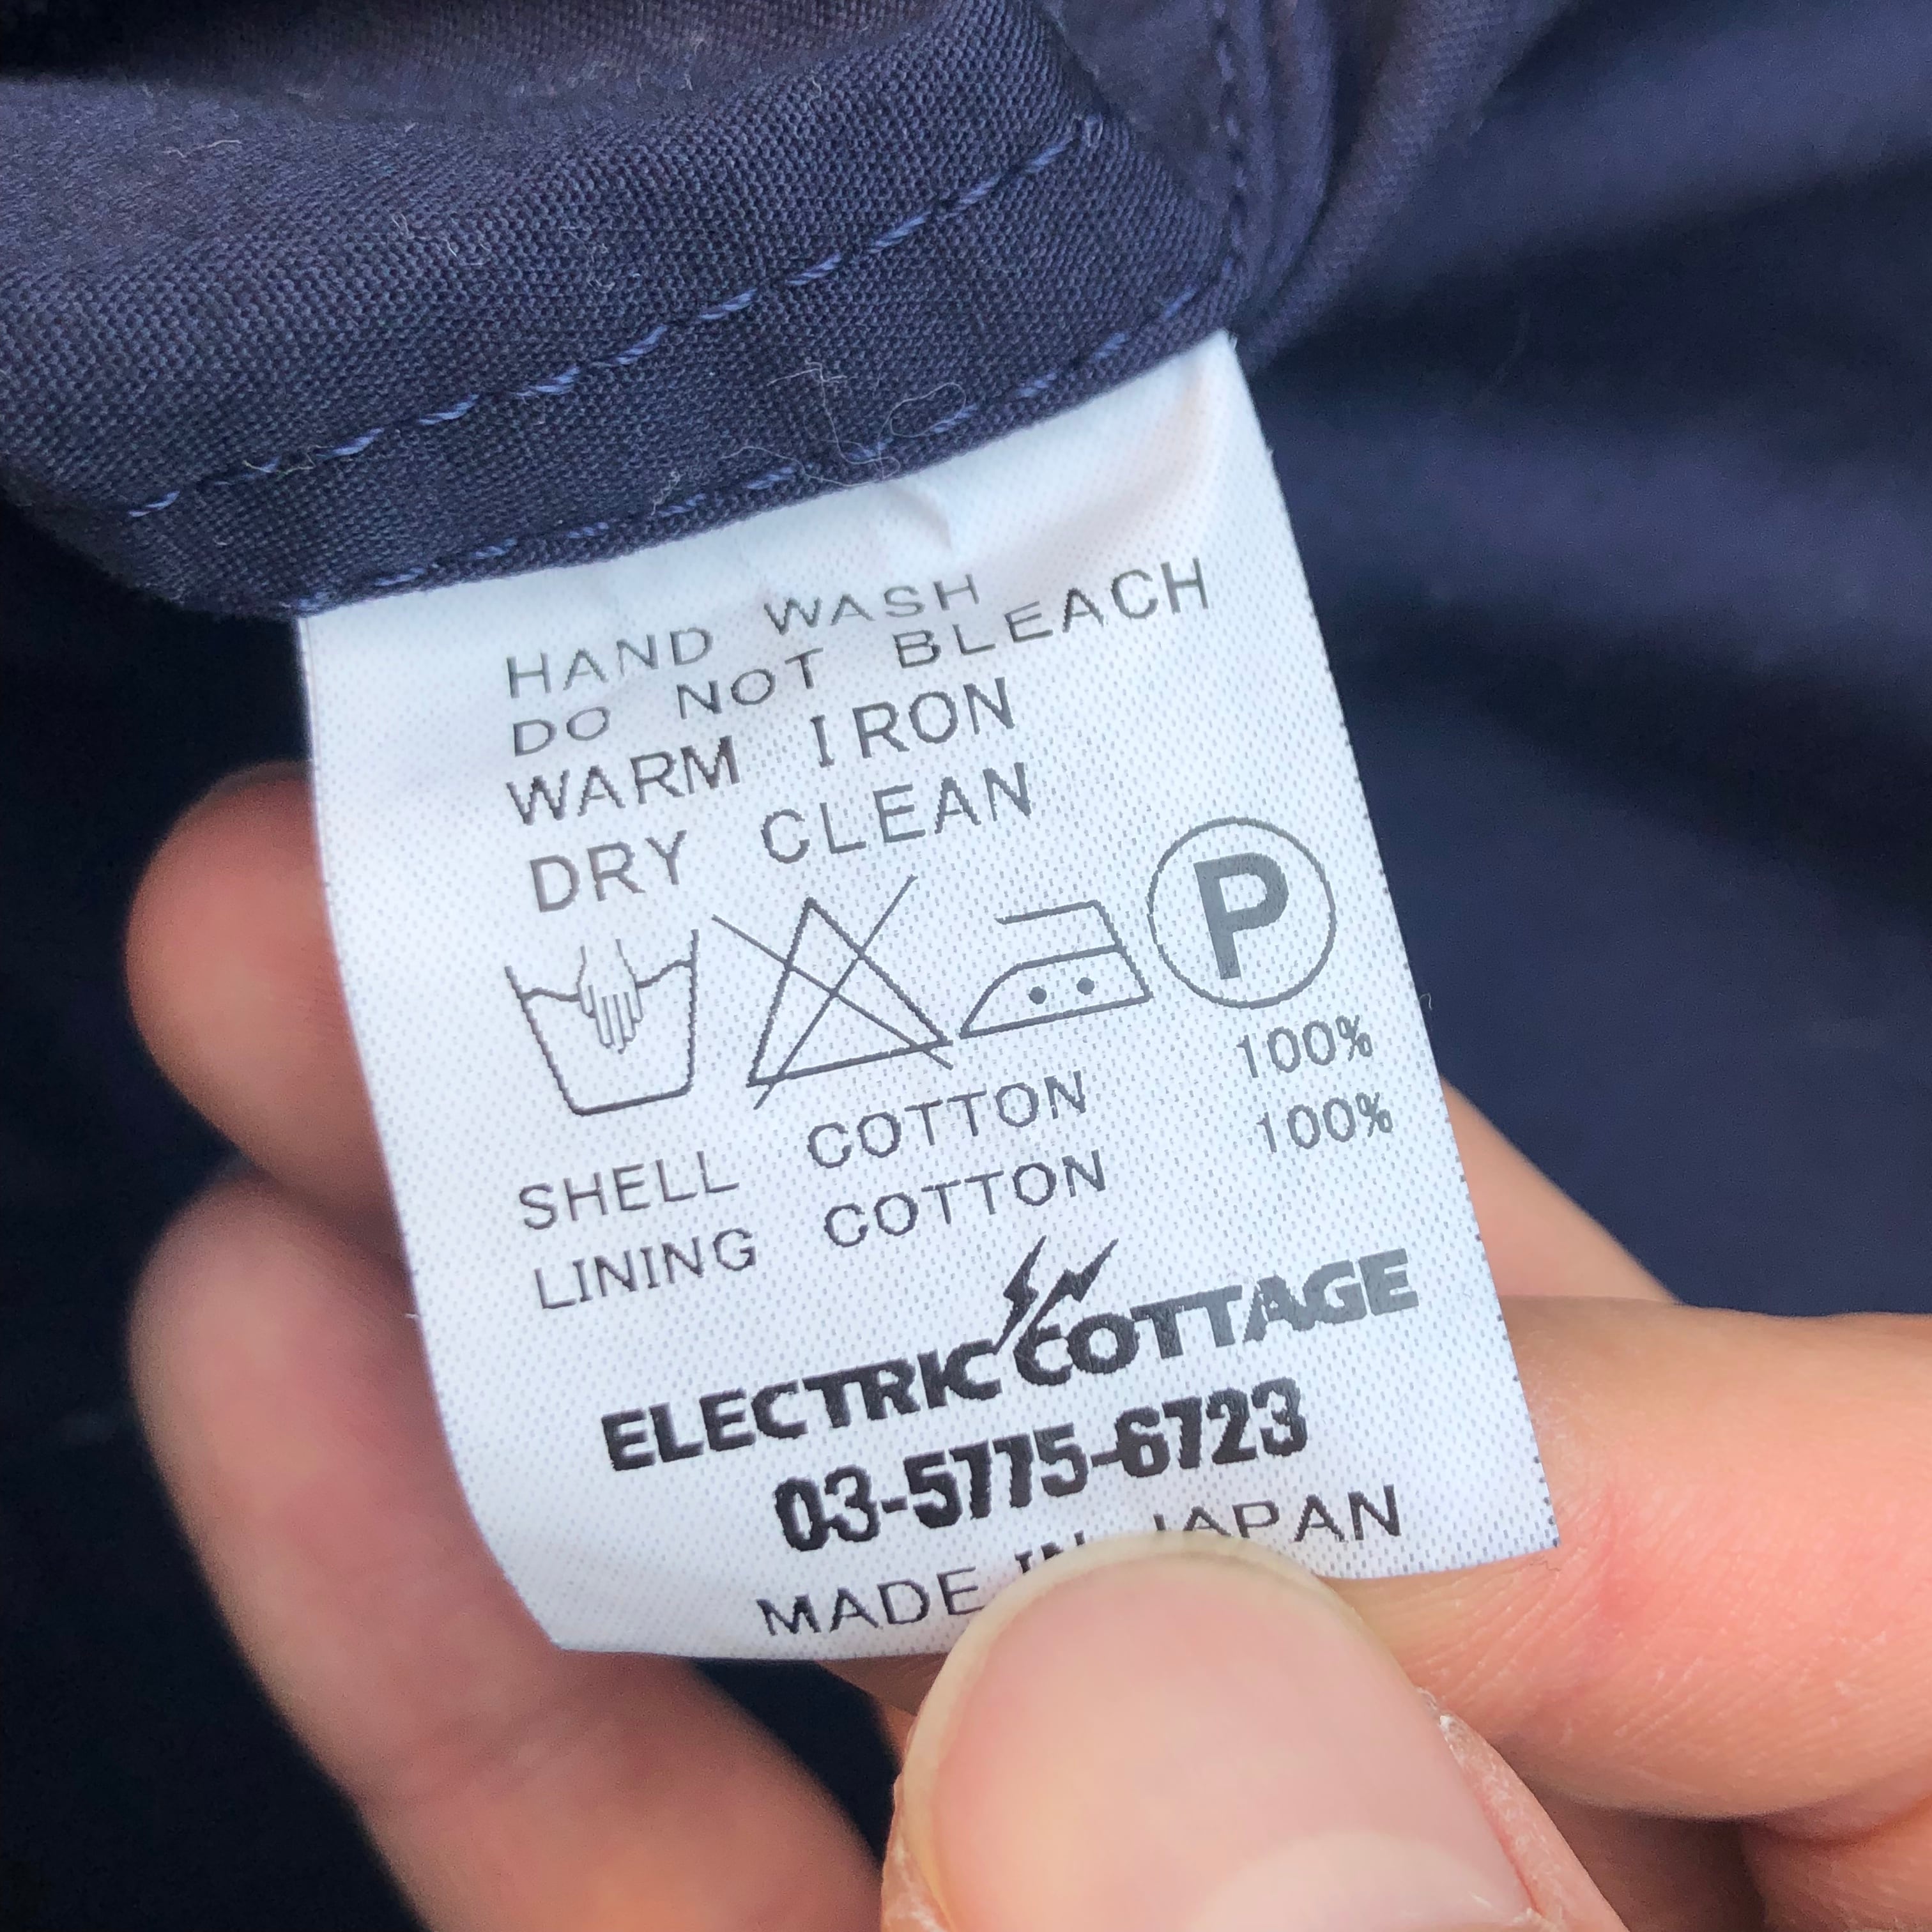 HAND WASH
DO NOT BLEACH
WARM IRON
DRY CLEAN
P
SHELL COTTON 100%
LINING COTTON 100%
ELECTRIC COTTAGE
03-5775-6723
MADE IN JAPAN